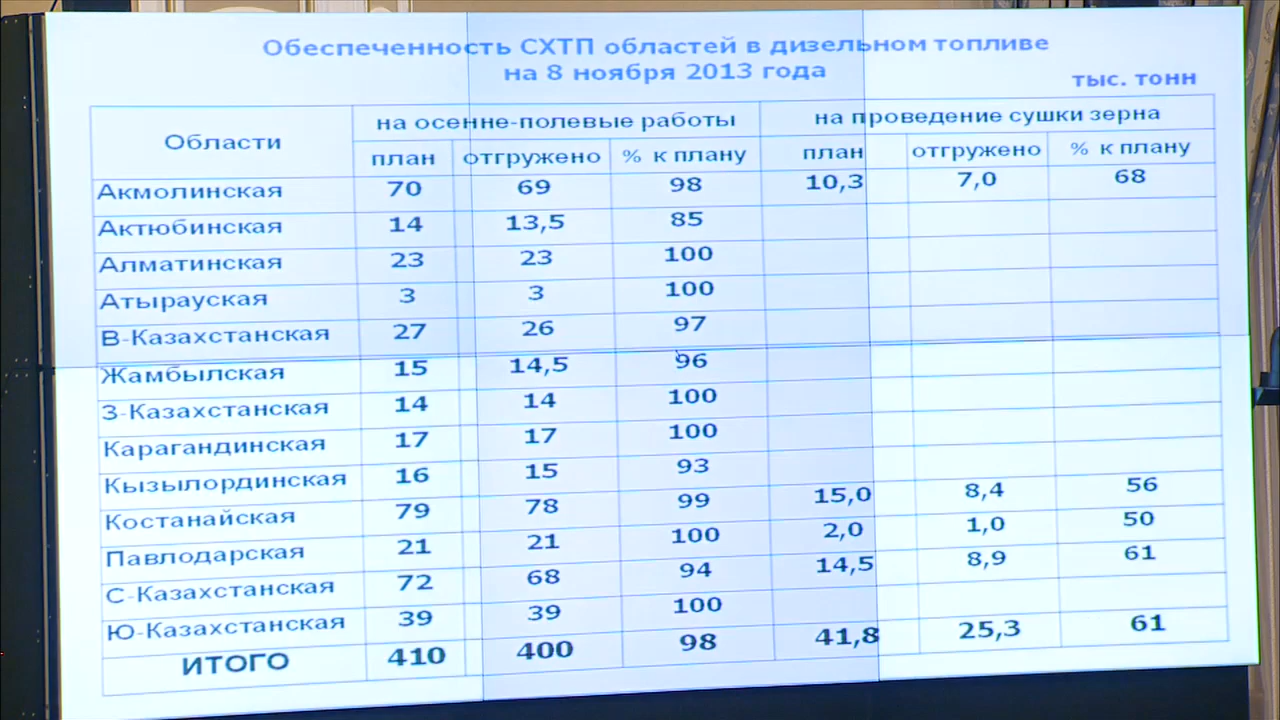 Обеспеченность СХТП областей в дизельном топливе
на 8 ноября 2013 года
тыс. тонн
Области на осенне-полевые работы на проведение сушки зерна
план отгружено % к плану план отгружено % к плану
Акмолинская 70 69 98 10,3 7,0 68
Актюбинская 14 13,5 85
Алматинская 23 23 100
Атырауская 3 3 100
В-Казахстанская 27 26 97
Жамбылская 15 14,5 96
З-Казахстанская 14 14 100
Карагандинская 17 17 100
Кызылординская 16 15 93
Костанайская 79 78 99 15,0 8,4 56
Павлодарская 21 21 100 2,0 1,0 50
С-Казахстанская 72 68 94 14,5 8,9 61
Ю-Казахстанская 39 39 100
ИТОГО 410 400 98 41,8 25,3 61